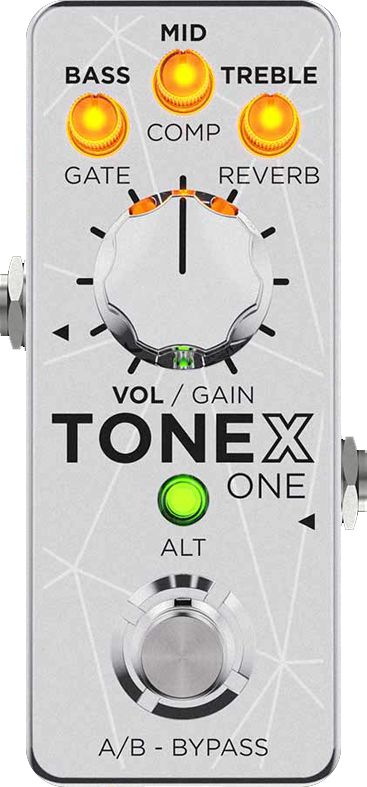 MID
BASS TREBLE
COMP
GATE REVERB
VOL / GAIN
TONEX
ONE
ALT
A/B - BYPASS